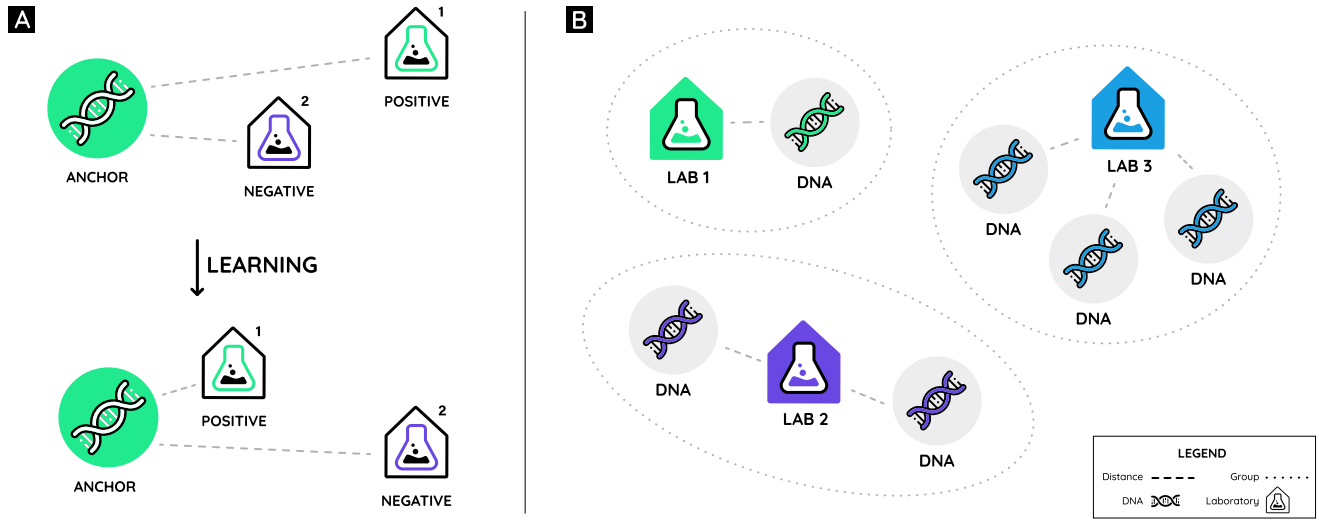 A
1
POSITIVE
ANCHOR
2
NEGATIVE
LEARNING
1
POSITIVE
ANCHOR
2
NEGATIVE
B
LAB 1
DNA
LAB 3
DNA
DNA
DNA
DNA
LAB 2
DNA
LEGEND
Distance
Group
DNA
Laboratory